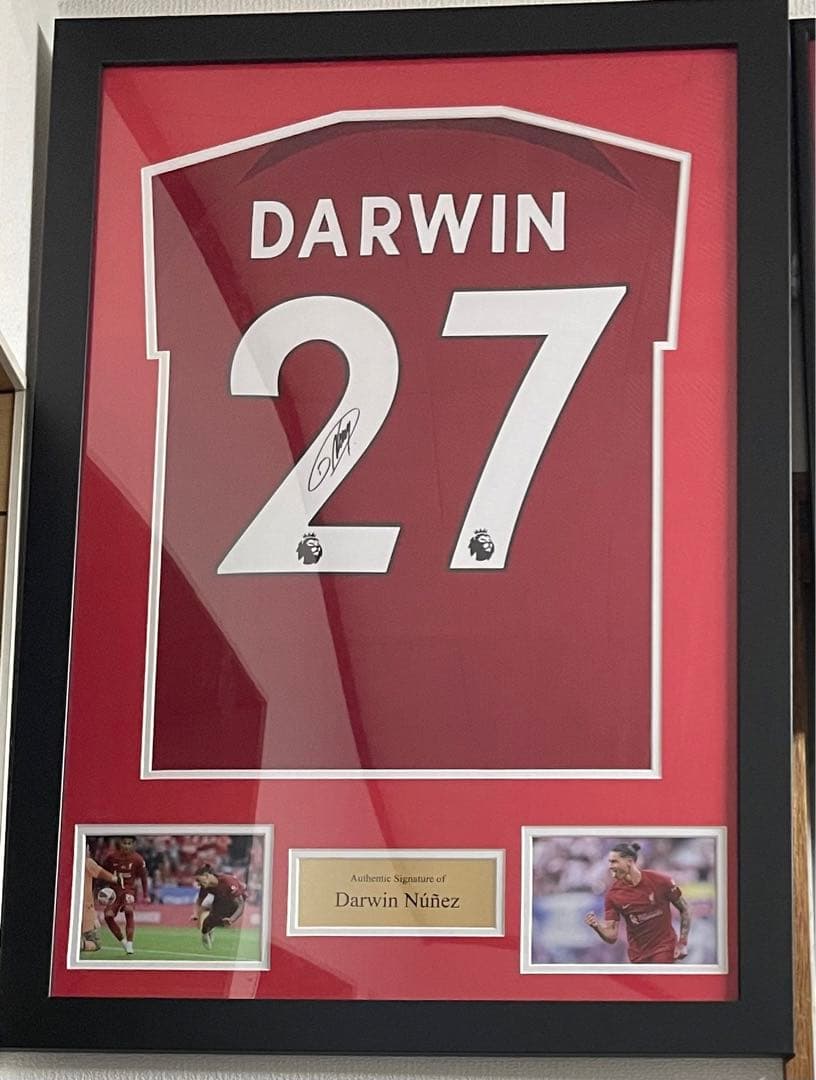 DARWIN
27
Authentic Signature of
Darwin Núñez